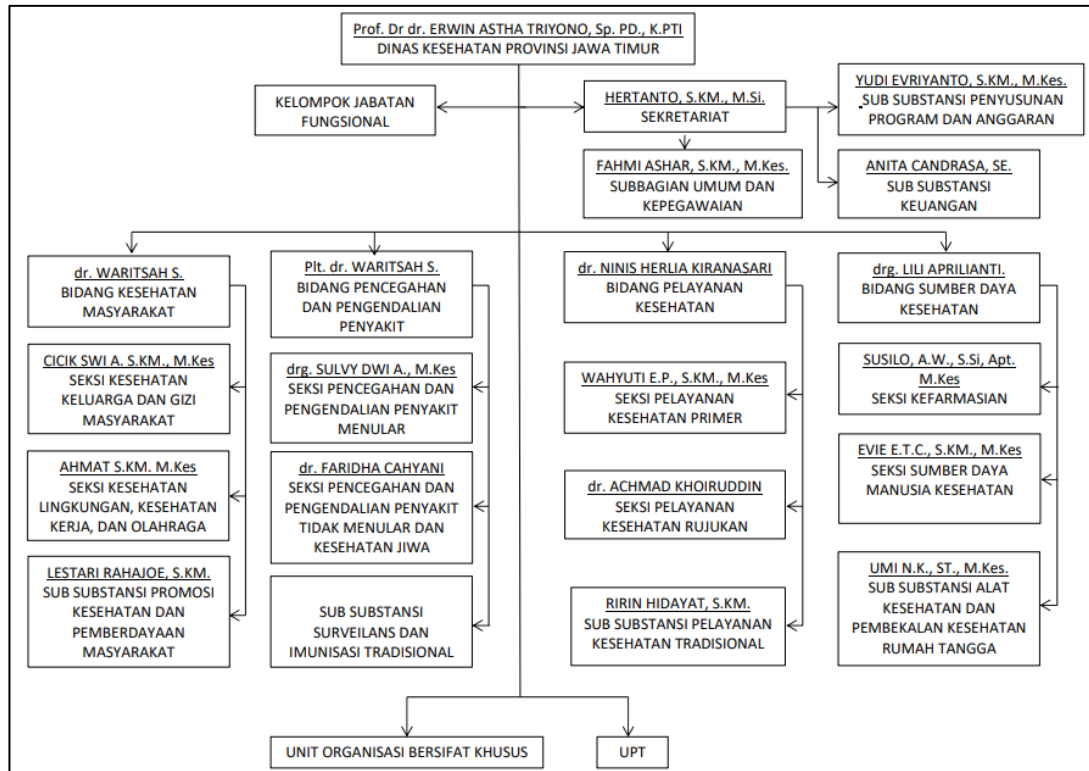 Prof. Dr dr. ERWIN ASTHA TRIYONO, Sp. PD., K.PTI
DINAS KESEHATAN PROVINSI JAWA TIMUR
KELOMPOK JABATAN
FUNGSIONAL
HERTANTO, S.KM., M.Si.
SEKRETARIAT
YUDI EVRIYANTO, S.KM., M.Kes.
SUB SUBSTANSI PENYUSUNAN
PROGRAM DAN ANGGARAN
FAHMI ASHAR, S.KM., M.Kes.
SUBBAGIAN UMUM DAN
KEPEGAWAIAN
ANITA CANDRASA, SE.
SUB SUBSTANSI
KEUANGAN
dr. WARITSAH S.
BIDANG KESEHATAN
MASYARAKAT
CICIK SWI A. S.KM., M.Kes
SEKSI KESEHATAN
KELUARGA DAN GIZI
MASYARAKAT
AHMAT S.KM. M.Kes
SEKSI KESEHATAN
LINGKUNGAN, KESEHATAN
KERJA, DAN OLAHRAGA
LESTARI RAHAJOE, S.KM.
SUB SUBSTANSI PROMOSI
KESEHATAN DAN
PEMBERDAYAAN
MASYARAKAT
Plt. dr. WARITSAH S.
BIDANG PENCEGAHAN
DAN PENGENDALIAN
PENYAKIT
drg. SULVY DWI A., M.Kes
SEKSI PENCEGAHAN DAN
PENGENDALIAN PENYAKIT
MENULAR
dr. FARIDHA CAHYANI
SEKSI PENCEGAHAN DAN
PENGENDALIAN PENYAKIT
TIDAK MENULAR DAN
KESEHATAN JIWA
SUB SUBSTANSI
SURVEILANS DAN
IMUNISASI TRADISIONAL
dr. NINIS HERLIA KIRANASARI
BIDANG PELAYANAN
KESEHATAN
WAHYUTI E.P., S.KM., M.Kes
SEKSI PELAYANAN
KESEHATAN PRIMER
dr. ACHMAD KHOIRUDDIN
SEKSI PELAYANAN
KESEHATAN RUJUKAN
RIRIN HIDAYAT, S.KM.
SUB SUBSTANSI PELAYANAN
KESEHATAN TRADISIONAL
drg. LILI APRILIANTI.
BIDANG SUMBER DAYA
KESEHATAN
SUSILO, A.W., S.Si, Apt.
M.Kes
SEKSI KEFARMASIAN
EVIE E.T.C., S.KM., M.Kes
SEKSI SUMBER DAYA
MANUSIA KESEHATAN
UMI N.K., ST., M.Kes.
SUB SUBSTANSI ALAT
KESEHATAN DAN
PEMBEKALAN KESEHATAN
RUMAH TANGGA
UNIT ORGANISASI BERSIFAT KHUSUS
UPT